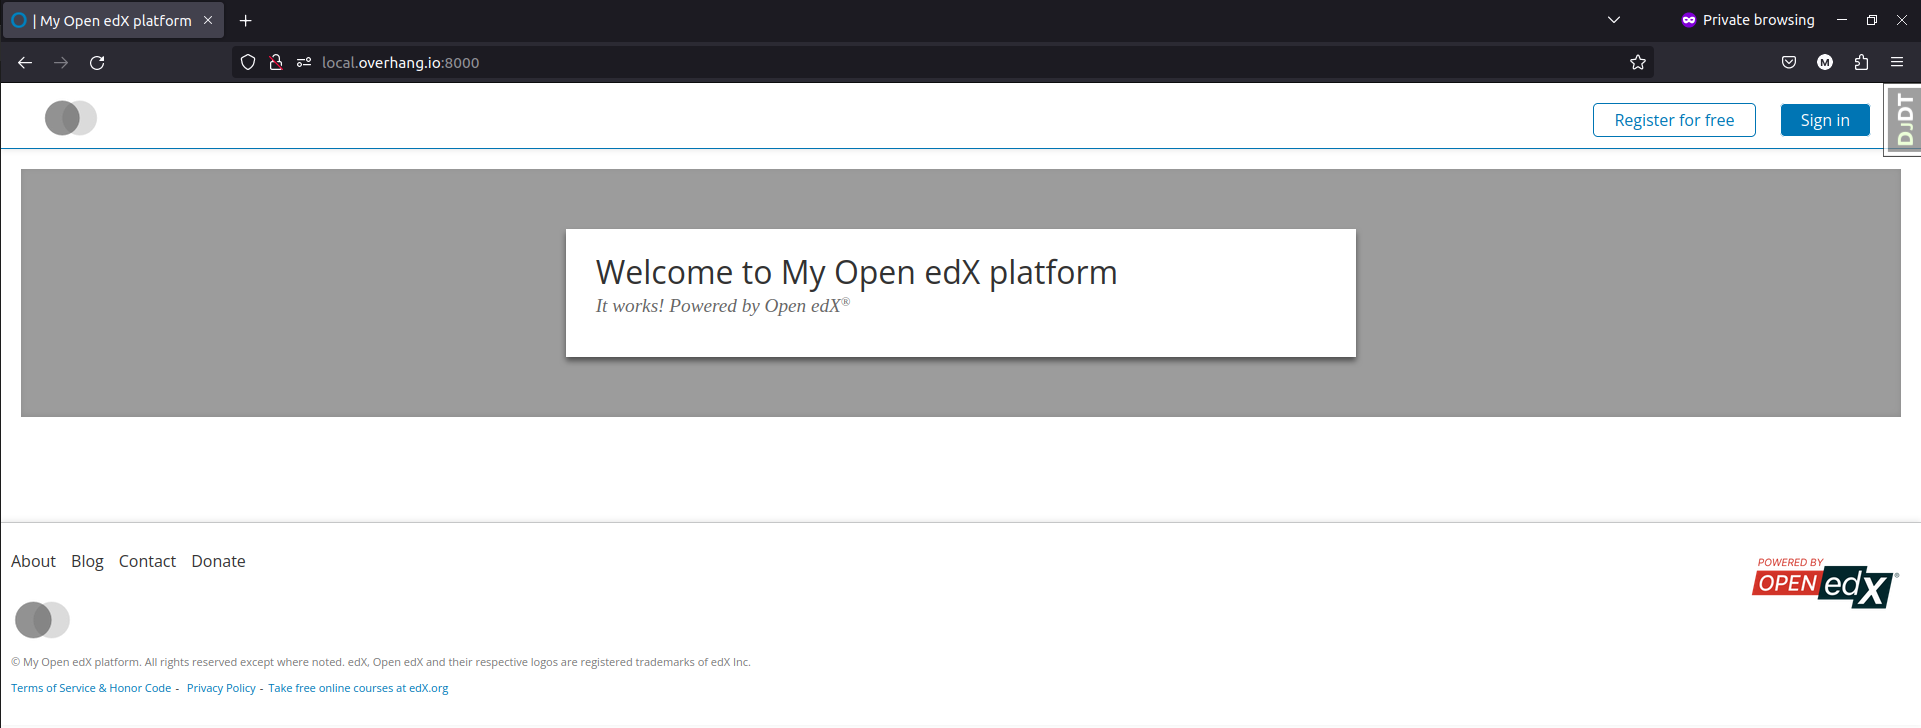 | My Open edX platform
Private browsing
local.overhang.io:8000
M
Register for free
Sign in
DJDT
Welcome to My Open edX platform
It works! Powered by Open edX®
About Blog Contact Donate
POWERED BY
OPEN edX®
© My Open edX platform. All rights reserved except where noted. edX, Open edX and their respective logos are registered trademarks of edX Inc.
Terms of Service & Honor Code - Privacy Policy - Take free online courses at edX.org